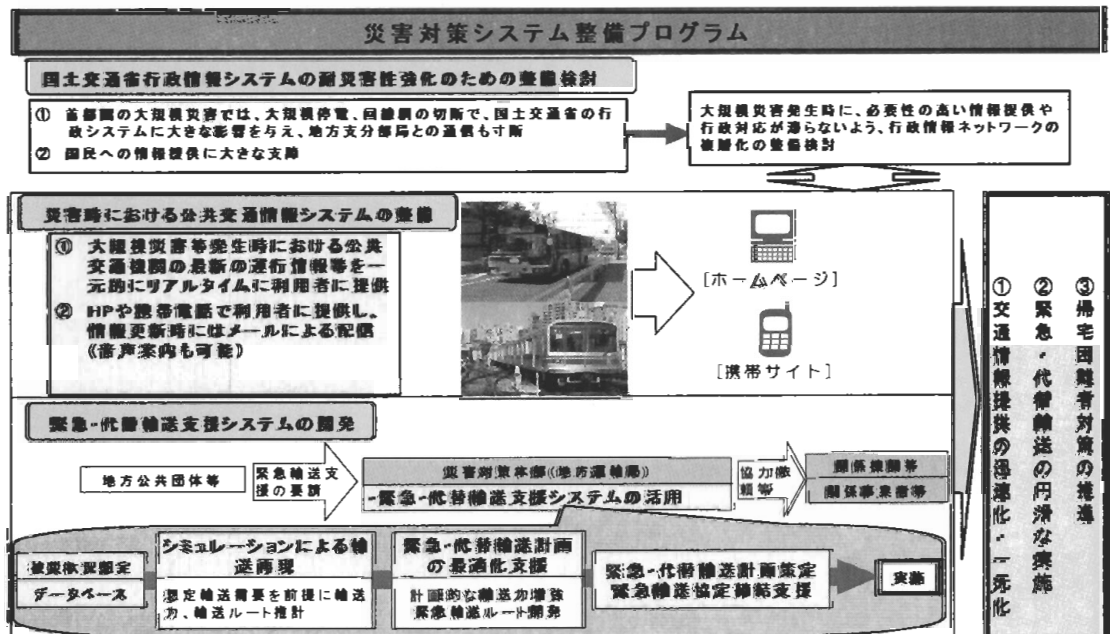 災害対策システム整備プログラム
国土交通省行政情報システムの耐災害性強化のための整備検討
① 首都圏の大規模災害では、大規模停電、回線網の切断で、国土交通省の行
政システムに大きな影響を与え、地方支分部局との通信も寸断
② 国民への情報提供に大きな支障
大規模災害発生時に、必要性の高い情報提供や
行政対応が滞らないよう、行政情報ネットワークの
複層化の整備検討
災害時における公共交通情報システムの整備
① 大規模災害等発生時における公共
交通機関の最新の運行情報等を一
元的にリアルタイムに利用者に提供
② HPや携帯電話で利用者に提供し、
情報更新時にはメールによる配信
(音声案内も可能)
[ホームページ]
[携帯サイト]
緊急・代替輸送支援システムの開発
地方公共団体等
緊急輸送支
援の要請
災害対策本部(地方運輸局)
・緊急・代替輸送支援システムの活用
協力依
頼等
関係機関等
関係事業者等
被災状況想定
データベース
シミュレーションによる輸
送再現
想定輸送需要を前提に輸送
力、輸送ルート推計
緊急・代替輸送計画
の最適化支援
計画的な輸送力増強
緊急輸送ルート開発
緊急・代替輸送計画策定
緊急輸送協定締結支援
実施
③ 帰宅困難者対策の推進
② 緊急・代替輸送の円滑な実施
① 交通情報提供の迅速化・一元化